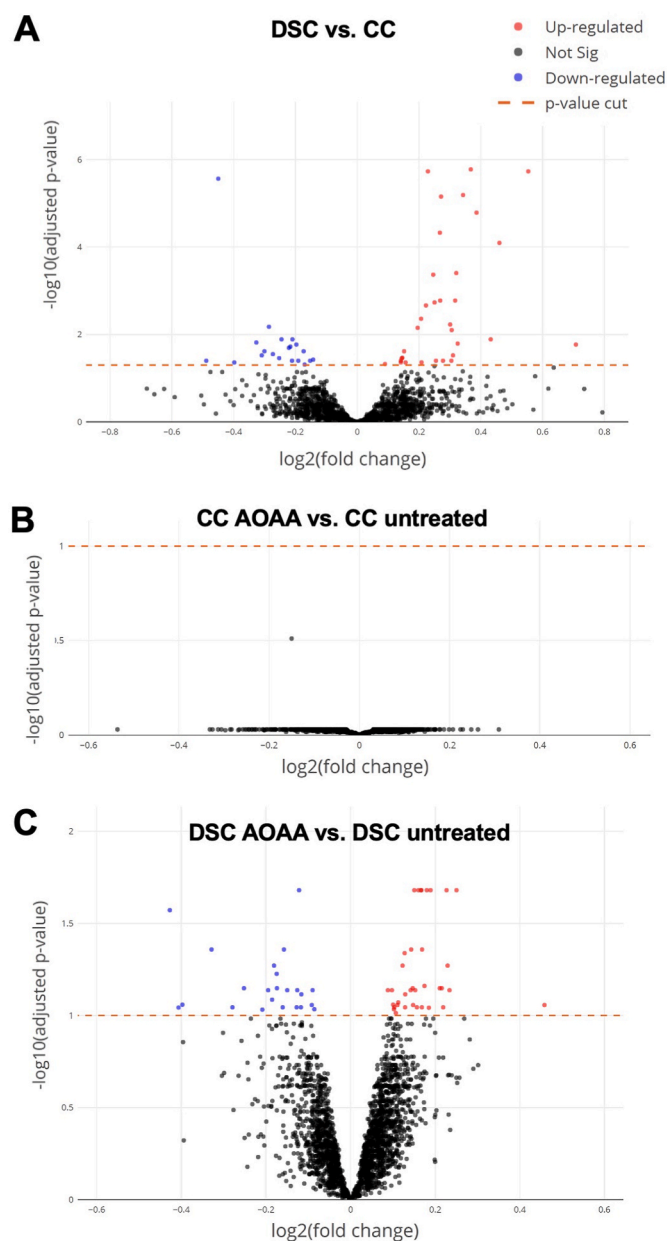 A
DSC vs. CC
Up-regulated
Not Sig
Down-regulated
p-value cut
-log10(adjusted p-value)
6
4
2
0
−0.8
−0.6
−0.4
−0.2
0
0.2
0.4
0.6
0.8
log2(fold change)
B
CC AOAA vs. CC untreated
-log10(adjusted p-value)
1
).5
0
−0.6
−0.4
−0.2
0
0.2
0.4
0.6
log2(fold change)
C
DSC AOAA vs. DSC untreated
-log10(adjusted p-value)
2
1.5
1
0.5
0
−0.6
−0.4
−0.2
0
0.2
0.4
0.6
log2(fold change)